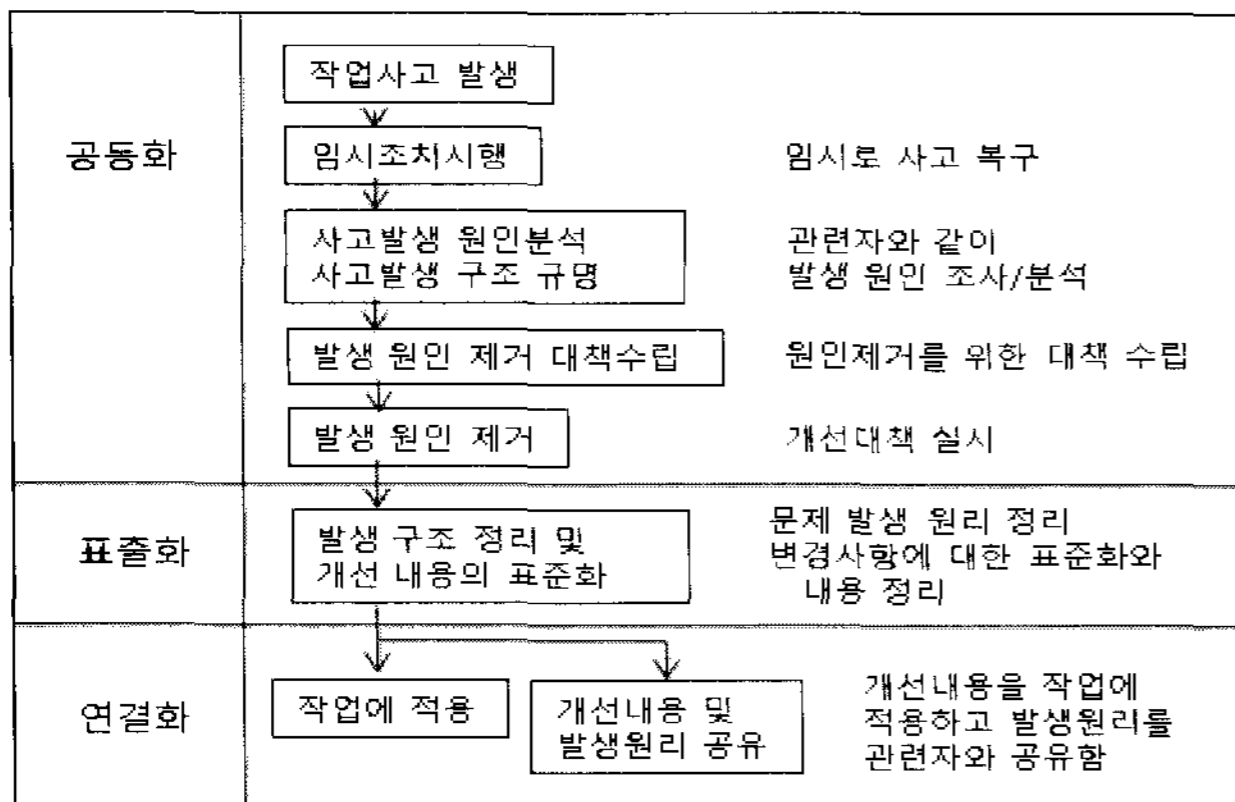 공동화
작업사고 발생
임시조치시행
임시로 사고 복구
사고발생 원인분석
사고발생 구조 규명
관련자와 같이
발생 원인 조사/분석
발생 원인 제거 대책수립
원인제거를 위한 대책 수립
발생 원인 제거
개선대책 실시
표출화
발생 구조 정리 및
개선 내용의 표준화
문제 발생 원리 정리
변경사항에 대한 표준화와
내용 정리
연결화
작업에 적용
개선내용 및
발생원리 공유
개선내용을 작업에
적용하고 발생원리를
관련자와 공유함